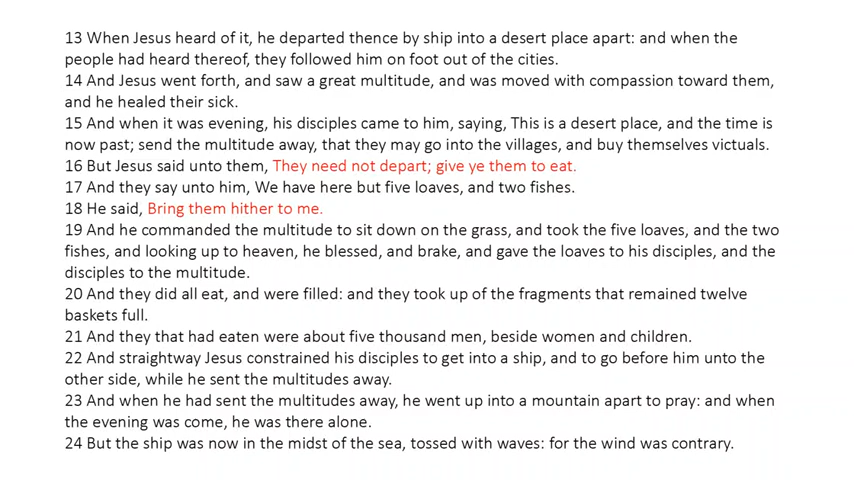 13 When Jesus heard of it, he departed thence by ship into a desert place apart: and when the
people had heard thereof, they followed him on foot out of the cities.
14 And Jesus went forth, and saw a great multitude, and was moved with compassion toward them,
and he healed their sick.
15 And when it was evening, his disciples came to him, saying, This is a desert place, and the time is
now past; send the multitude away, that they may go into the villages, and buy themselves victuals.
16 But Jesus said unto them, They need not depart; give ye them to eat.
17 And they say unto him, We have here but five loaves, and two fishes.
18 He said, Bring them hither to me.
19 And he commanded the multitude to sit down on the grass, and took the five loaves, and the two
fishes, and looking up to heaven, he blessed, and brake, and gave the loaves to his disciples, and the
disciples to the multitude.
20 And they did all eat, and were filled: and they took up of the fragments that remained twelve
baskets full.
21 And they that had eaten were about five thousand men, beside women and children.
22 And straightway Jesus constrained his disciples to get into a ship, and to go before him unto the
other side, while he sent the multitudes away.
23 And when he had sent the multitudes away, he went up into a mountain apart to pray: and when
the evening was come, he was there alone.
24 But the ship was now in the midst of the sea, tossed with waves: for the wind was contrary.